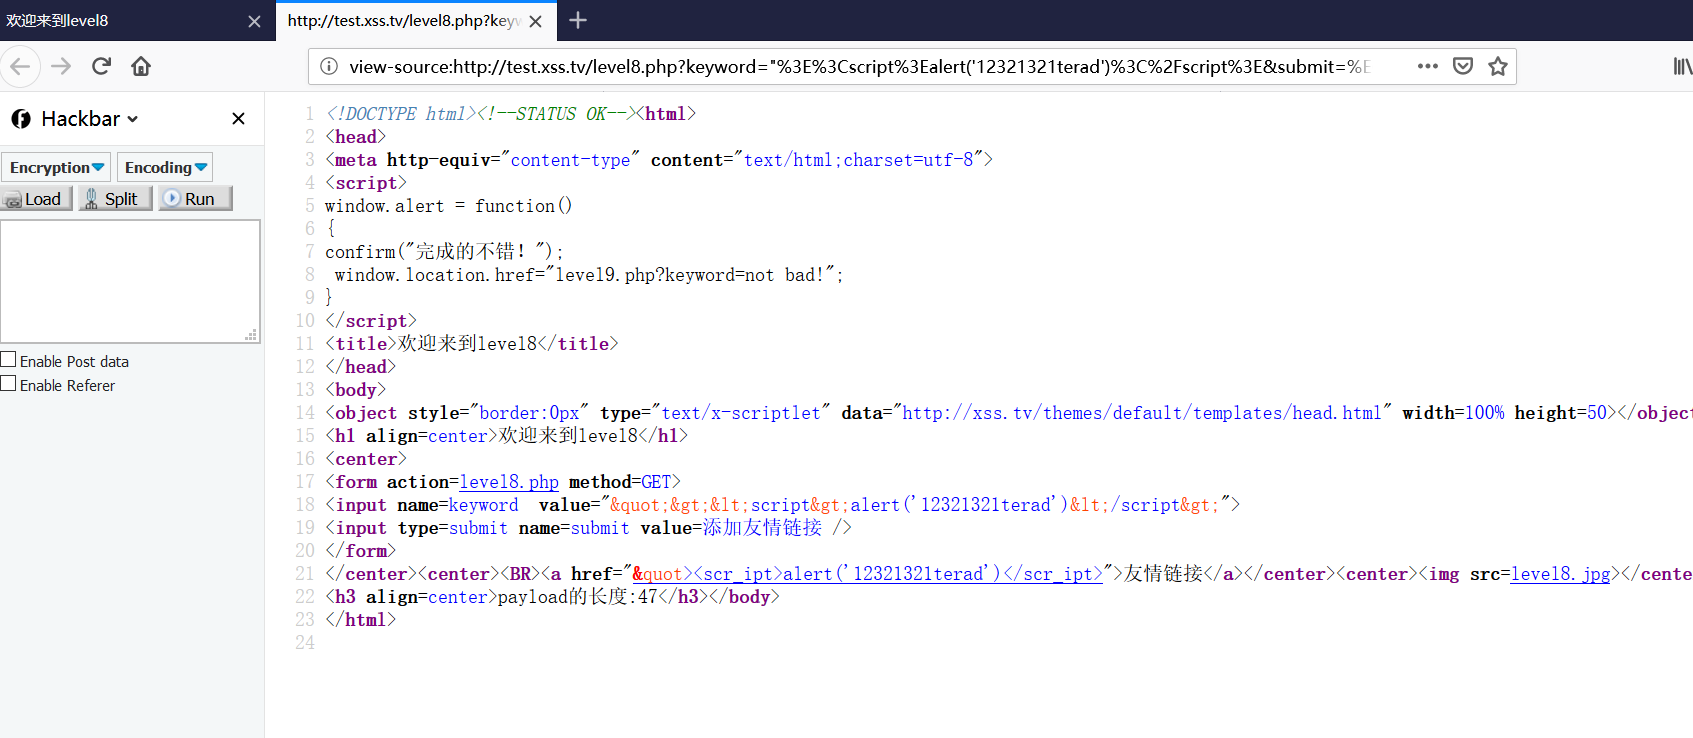 欢迎来到level8
http://test.xss.tv/level8.php?keyw
view-source:http://test.xss.tv/level8.php?keyword="%3E%3Cscript%3Ealert('12321321terad')%3C%2Fscript%3E&submit=%E
Hackbar
Encryption
Encoding
Load
Split
Run
Enable Post data
Enable Referer
1 <!DOCTYPE html><!--STATUS OK--><html>
2 <head>
3 <meta http-equiv="content-type" content="text/html;charset=utf-8">
4 <script>
5 window.alert = function()
6 {
7 confirm("完成的不错！");
8  window.location.href="level9.php?keyword=not bad!";
9 }
10 </script>
11 <title>欢迎来到level8</title>
12 </head>
13 <body>
14 <object style="border:0px" type="text/x-scriptlet" data="http://xss.tv/themes/default/templates/head.html" width=100% height=50></objec
15 <h1 align=center>欢迎来到level8</h1>
16 <center>
17 <form action=level8.php method=GET>
18 <input name=keyword  value="&quot;&gt;&lt;script&gt;alert('12321321terad')&lt;/script&gt;">
19 <input type=submit name=submit value=添加友情链接 />
20 </form>
21 </center><center><BR><a href="&quot><scr_ipt>alert('12321321terad')</scr_ipt>">友情链接</a></center><center><img src=level8.jpg></cente
22 <h3 align=center>payload的长度:47</h3></body>
23 </html>
24